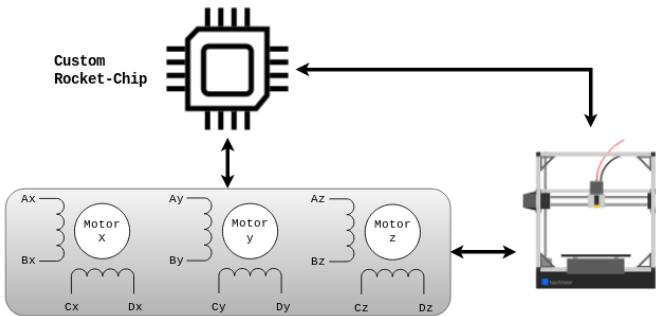 Custom
Rocket-Chip
Ax
Motor
x
Bx
Cx
Dx
Ay
Motor
y
By
Cy
Dy
Az
Motor
z
Bz
Cz
Dz